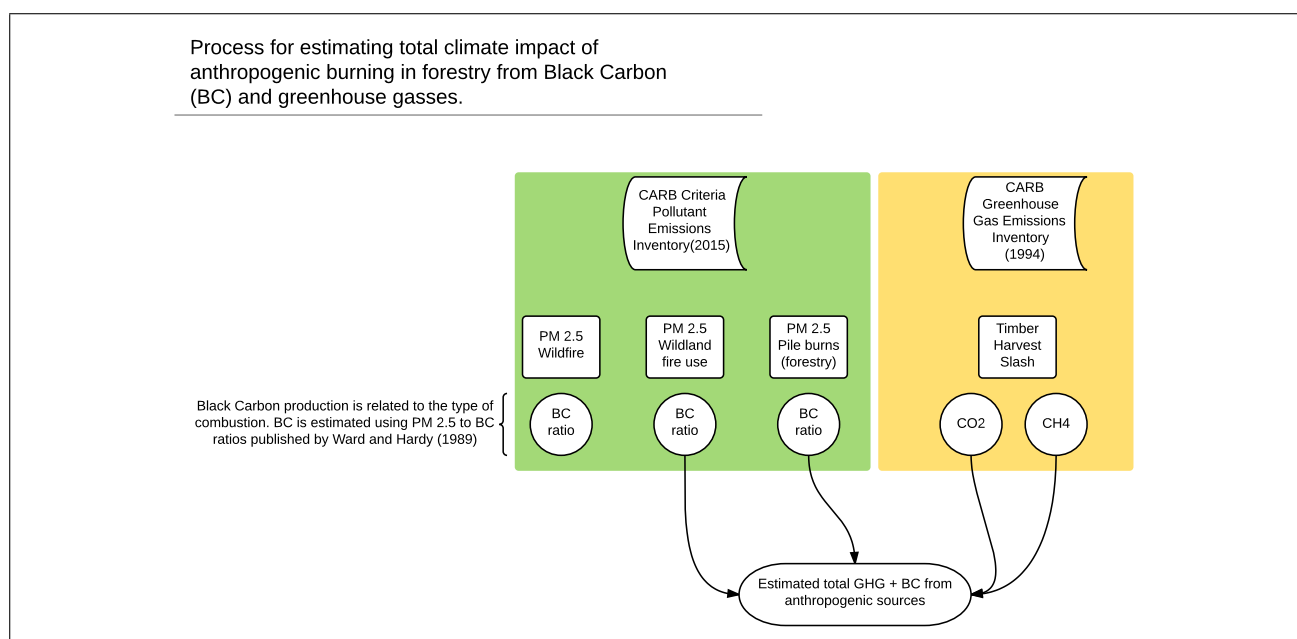 Process for estimating total climate impact of
anthropogenic burning in forestry from Black Carbon
(BC) and greenhouse gasses.
CARB Criteria
Pollutant
Emissions
Inventory(2015)
CARB
Greenhouse
Gas Emissions
Inventory
(1994)
PM 2.5
Wildfire
PM 2.5
Wildland
fire use
PM 2.5
Pile burns
(forestry)
Timber
Harvest
Slash
Black Carbon production is related to the type of
combustion. BC is estimated using PM 2.5 to BC
ratios published by Ward and Hardy (1989)
BC
ratio
BC
ratio
BC
ratio
CO2
CH4
Estimated total GHG + BC from
anthropogenic sources